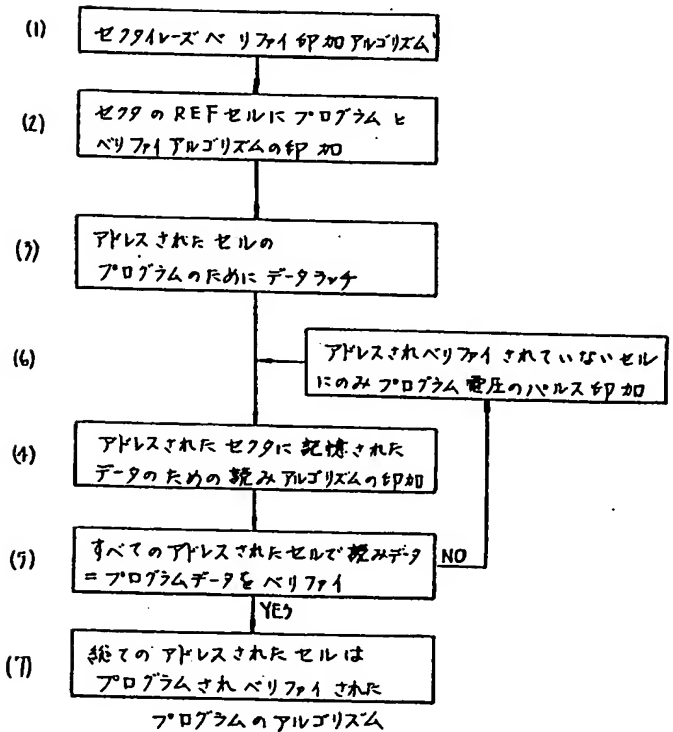 (1)
セクタイレーズベリファイ印加アルゴリズム
(2)
セクタのREFセルにプログラムと
ベリファイアルゴリズムの印加
(3)
アドレスされたセルの
プログラムのためにデータラッチ
(6)
アドレスされベリファイされていないセル
にのみプログラム電圧のパルス印加
(4)
アドレスされたセクタに記憶された
データのための読みアルゴリズムの印加
(5)
すべてのアドレスされたセルで読みデータ
=プログラムデータをベリファイ
NO
YES
(7)
総てのアドレスされたセルは
プログラムされベリファイされた
プログラムのアルゴリズム